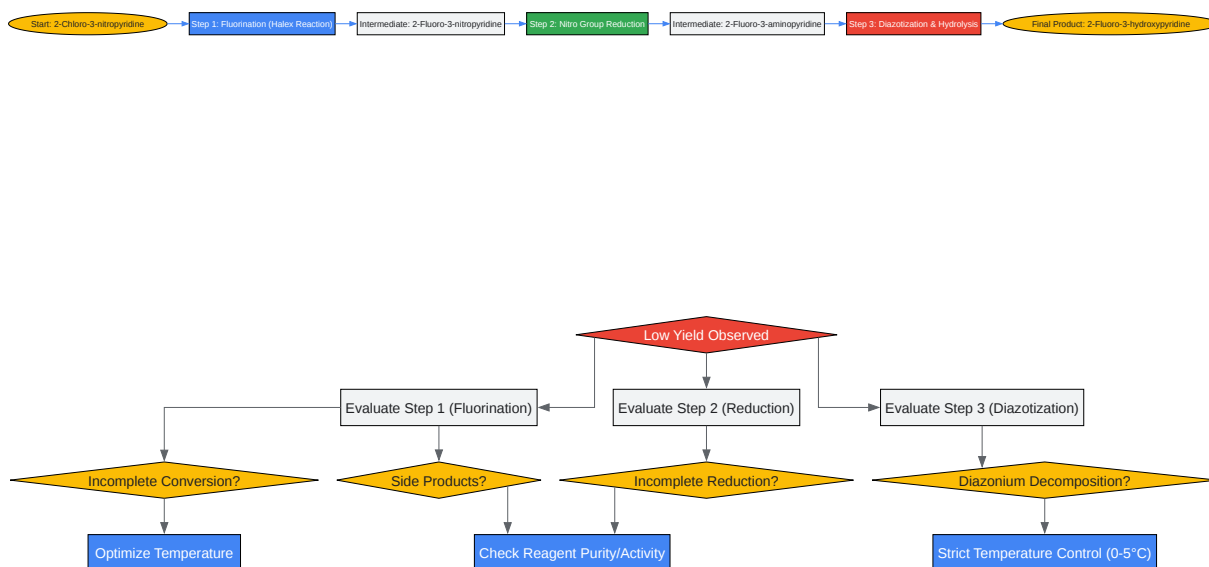 Start: 2-Chloro-3-nitropyridine
Step 1: Fluorination (Halex Reaction)
Intermediate: 2-Fluoro-3-nitropyridine
Step 2: Nitro Group Reduction
Intermediate: 2-Fluoro-3-aminopyridine
Step 3: Diazotization & Hydrolysis
Final Product: 2-Fluoro-3-hydroxypyridine
Low Yield Observed
Evaluate Step 1 (Fluorination)
Evaluate Step 2 (Reduction)
Evaluate Step 3 (Diazotization)
Incomplete Conversion?
Side Products?
Incomplete Reduction?
Diazonium Decomposition?
Optimize Temperature
Check Reagent Purity/Activity
Strict Temperature Control (0-5°C)